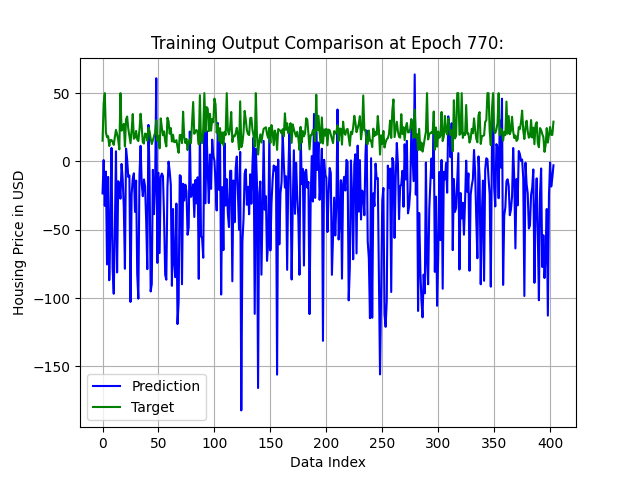 Training Output Comparison at Epoch 770:
Housing Price in USD
50
0
−50
−100
−150
Prediction
Target
0 50 100 150 200 250 300 350 400
Data Index